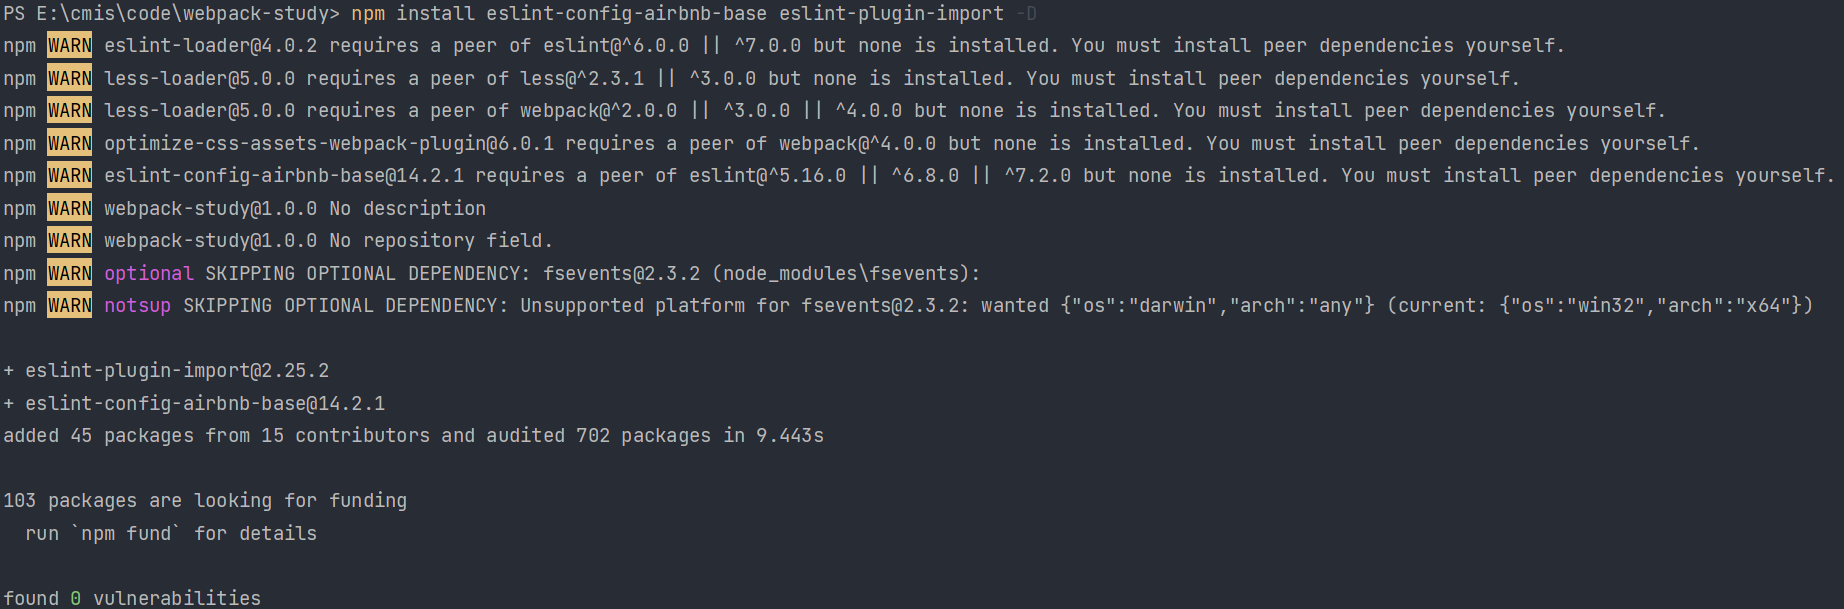 PS E:\cmis\code\webpack-study> npm install eslint-config-airbnb-base eslint-plugin-import -D
npm WARN eslint-loader@4.0.2 requires a peer of eslint@^6.0.0 || ^7.0.0 but none is installed. You must install peer dependencies yourself.
npm WARN less-loader@5.0.0 requires a peer of less@^2.3.1 || ^3.0.0 but none is installed. You must install peer dependencies yourself.
npm WARN less-loader@5.0.0 requires a peer of webpack@^2.0.0 || ^3.0.0 || ^4.0.0 but none is installed. You must install peer dependencies yourself.
npm WARN optimize-css-assets-webpack-plugin@6.0.1 requires a peer of webpack@^4.0.0 but none is installed. You must install peer dependencies yourself.
npm WARN eslint-config-airbnb-base@14.2.1 requires a peer of eslint@^5.16.0 || ^6.8.0 || ^7.2.0 but none is installed. You must install peer dependencies yourself.
npm WARN webpack-study@1.0.0 No description
npm WARN webpack-study@1.0.0 No repository field.
npm WARN optional SKIPPING OPTIONAL DEPENDENCY: fsevents@2.3.2 (node_modules\fsevents):
npm WARN notsup SKIPPING OPTIONAL DEPENDENCY: Unsupported platform for fsevents@2.3.2: wanted {"os":"darwin","arch":"any"} (current: {"os":"win32","arch":"x64"})
+ eslint-plugin-import@2.25.2
+ eslint-config-airbnb-base@14.2.1
added 45 packages from 15 contributors and audited 702 packages in 9.443s
103 packages are looking for funding
run `npm fund` for details
found 0 vulnerabilities